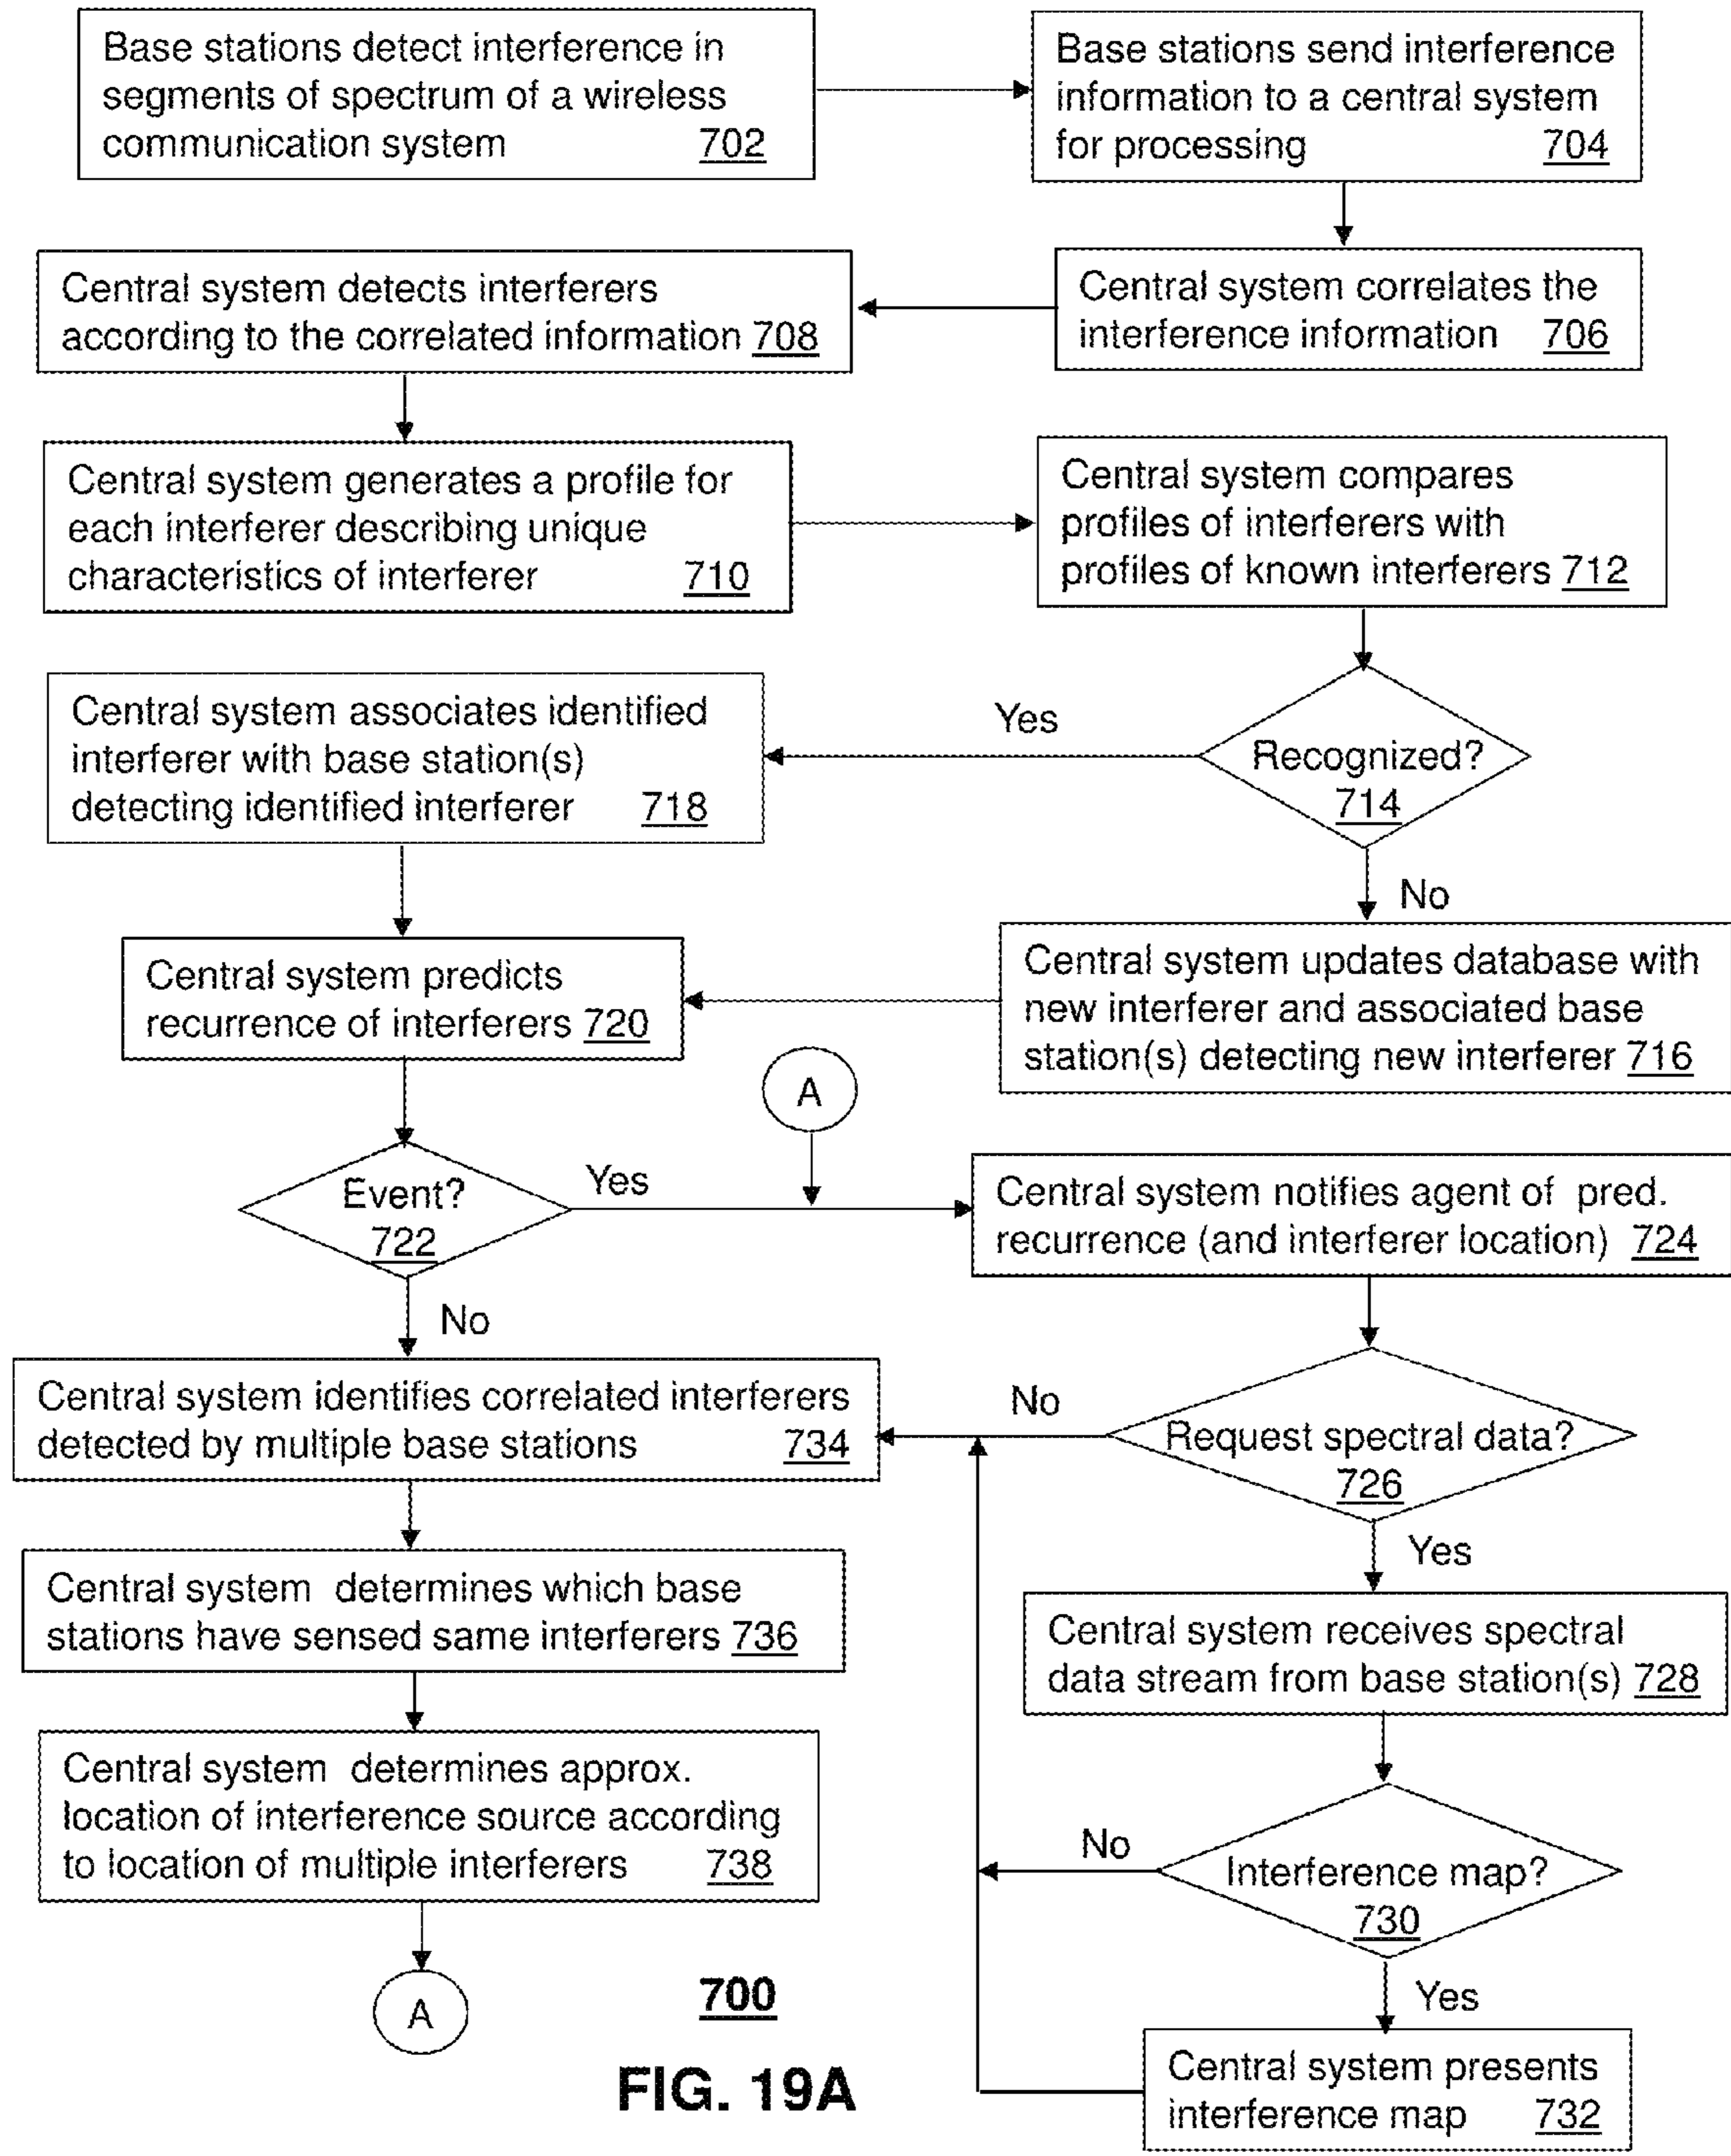 Base stations detect interference in
segments of spectrum of a wireless
communication system 702
Base stations send interference
information to a central system
for processing 704
Central system correlates the
interference information 706
Central system detects interferers
according to the correlated information 708
Central system generates a profile for
each interferer describing unique
characteristics of interferer 710
Central system compares
profiles of interferers with
profiles of known interferers 712
Recognized?
714
Yes
No
Central system associates identified
interferer with base station(s)
detecting identified interferer 718
Central system updates database with
new interferer and associated base
station(s) detecting new interferer 716
Central system predicts
recurrence of interferers 720
A
Event?
722
Yes
No
Central system notifies agent of pred.
recurrence (and interferer location) 724
Request spectral data?
726
No
Yes
Central system identifies correlated interferers
detected by multiple base stations 734
Central system determines which base
stations have sensed same interferers 736
Central system receives spectral
data stream from base station(s) 728
Central system determines approx.
location of interference source according
to location of multiple interferers 738
Interference map?
730
No
Yes
A
Central system presents
interference map 732
700
FIG. 19A